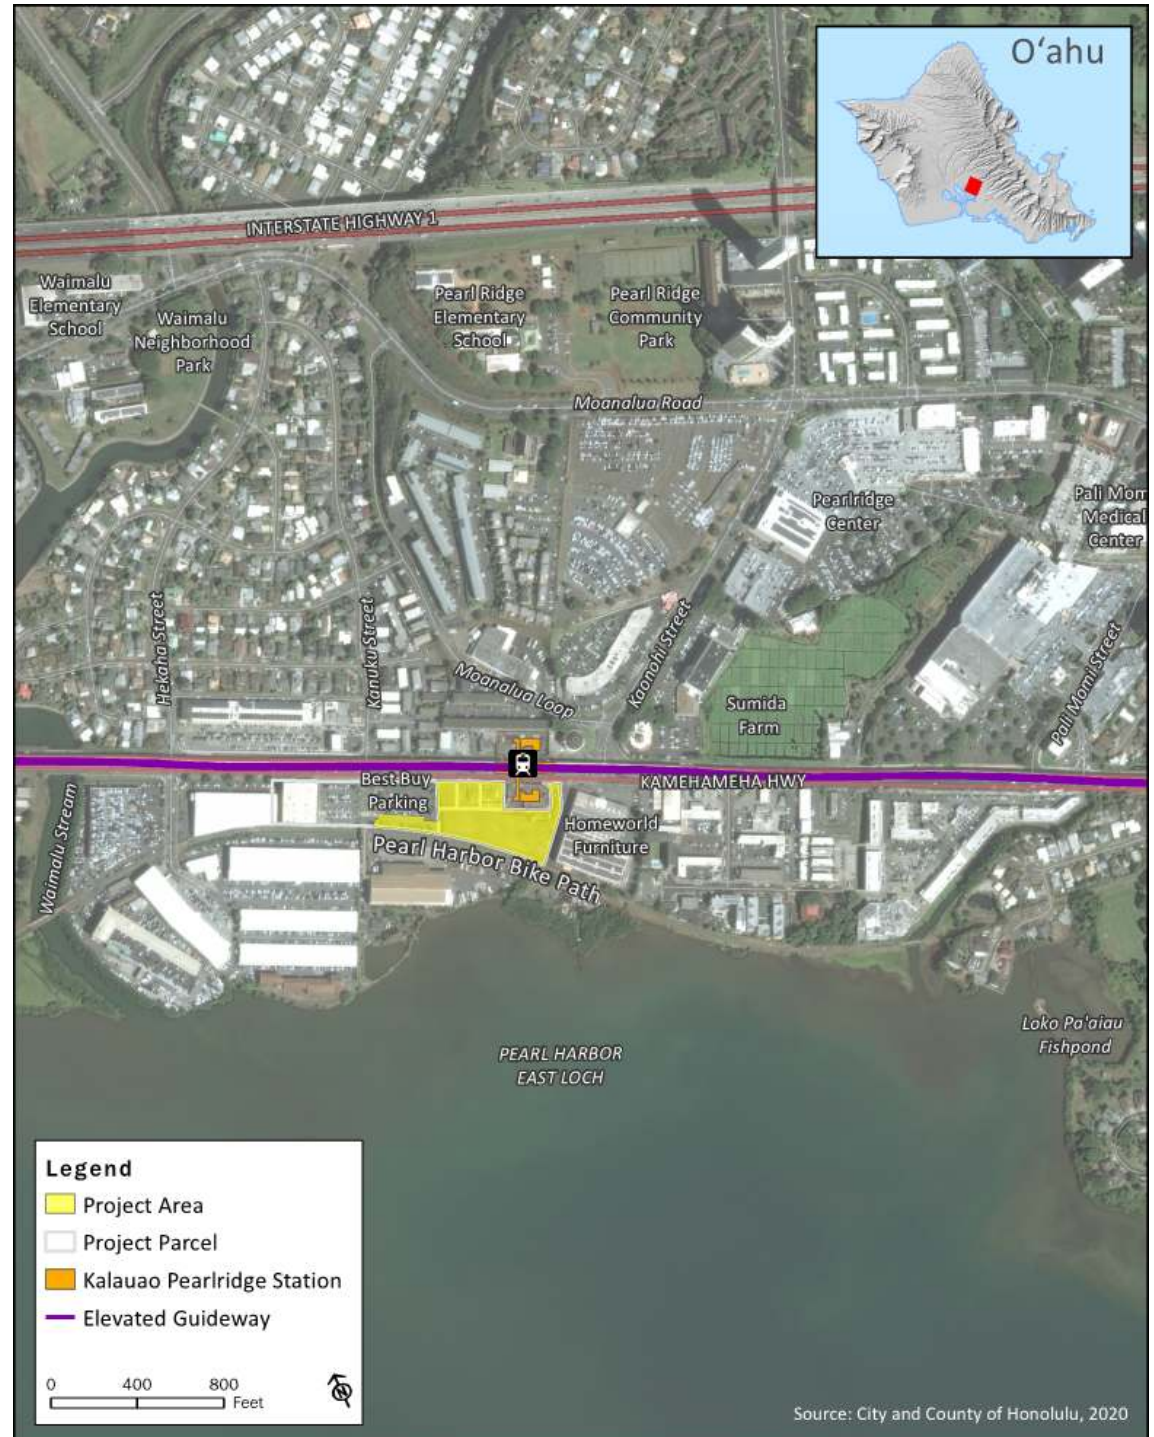 O‘ahu
INTERSTATE HIGHWAY 1
Waimalu
Elementary
School
Waimalu
Neighborhood
Park
Pearl Ridge
Elementary
School
Pearl Ridge
Community
Park
Moanalua Road
Pearlridge
Center
Pali Mom
Medical
Center
Hekaha Street
Kanuku Street
Moanalua Loop
Kaonohi Street
Sumida
Farm
Pali Momi Street
KAMEHAMEHA HWY
Best Buy
Parking
Homeworld
Furniture
Pearl Harbor Bike Path
Waimalu Stream
PEARL HARBOR
EAST LOCH
Loko Pa'aiau
Fishpond
Legend
Project Area
Project Parcel
Kalauao Pearlridge Station
Elevated Guideway
0 400 800
Feet
N
Source: City and County of Honolulu, 2020